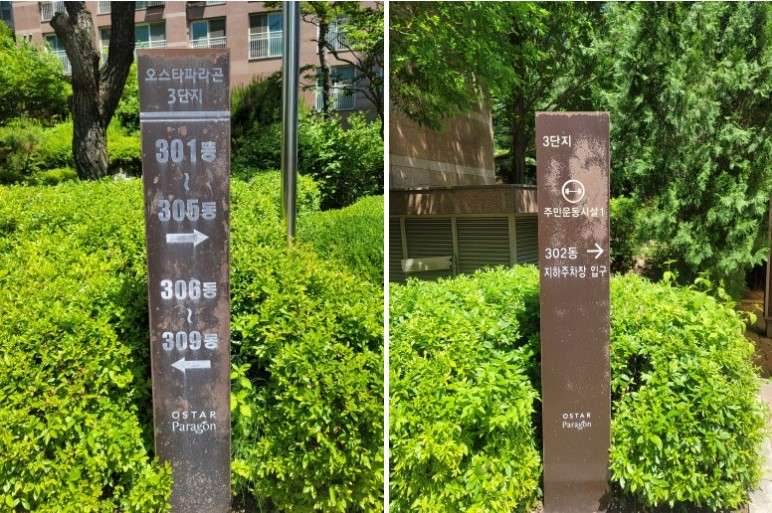 오스타파라곤
3단지
301동
~
305동
→
306동
~
309동
←
OSTAR
Paragon
3단지
주민운동시설1
302동 →
지하주차장 입구
OSTAR
Paragon